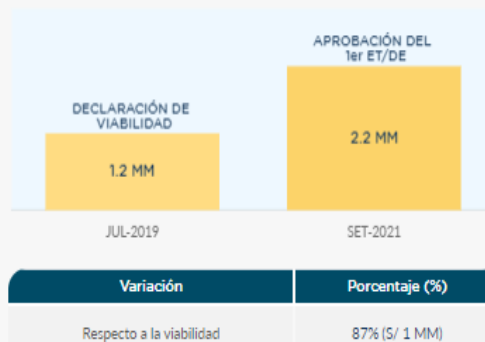 APROBACIÓN DEL
1er ET/DE
DECLARACIÓN DE
VIABILIDAD
2.2 MM
1.2 MM
JUL-2019 SET-2021
Variación Porcentaje (%)
Respecto a la viabilidad 87% (S/ 1 MM)